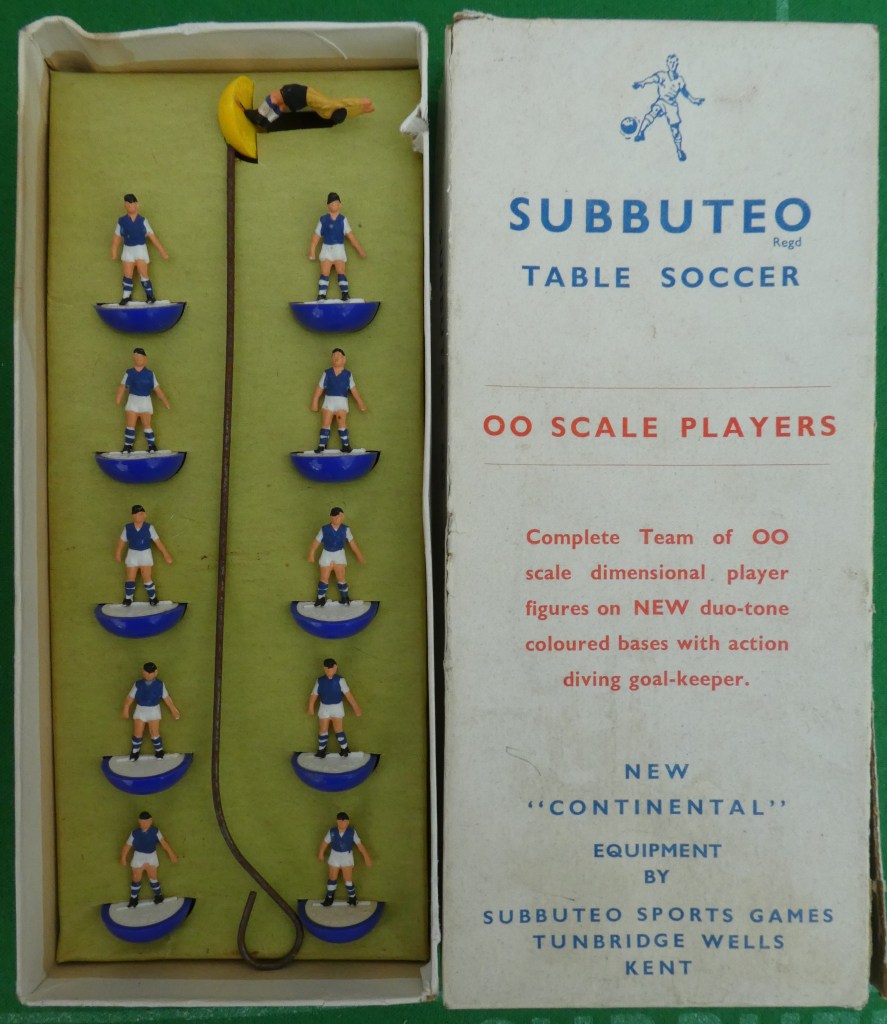 SUBBUTEO
Regd
TABLE SOCCER
OO SCALE PLAYERS
Complete Team of OO
scale dimensional player
figures on NEW duo-tone
coloured bases with action
diving goal-keeper.
NEW
"CONTINENTAL"
EQUIPMENT
BY
SUBBUTEO SPORTS GAMES
TUNBRIDGE WELLS
KENT